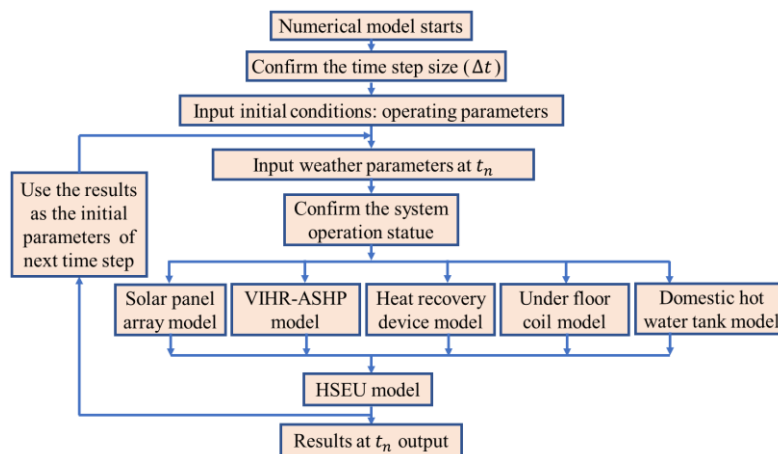 Numerical model starts
Confirm the time step size (Δt)
Input initial conditions: operating parameters
Input weather parameters at tₙ
Use the results
as the initial
parameters of
next time step
Confirm the system
operation statue
Solar panel
array model
VIHR-ASHP
model
Heat recovery
device model
Under floor
coil model
Domestic hot
water tank model
HSEU model
Results at tₙ output